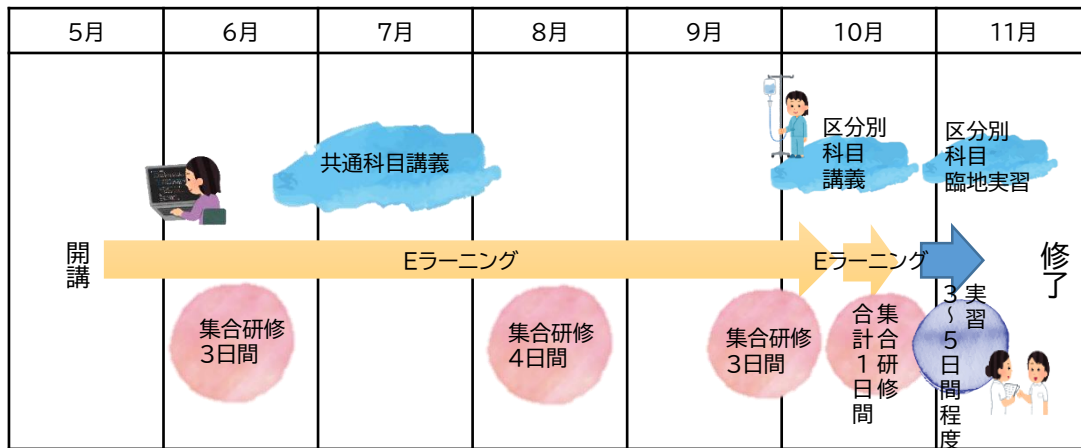 5月
6月
7月
8月
9月
10月
11月
共通科目講義
区分別
科目
講義
区分別
科目
臨地実習
開講
Eラーニング
Eラーニング
修了
集合研修
3日間
集合研修
4日間
集合研修
3日間
集合研修
合計１日間
実習
３～５日間程度